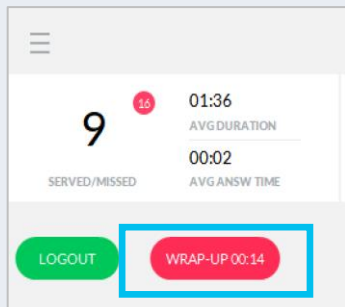 9
16
SERVED/MISSED
01:36
AVG DURATION
00:02
AVG ANSW TIME
LOGOUT
WRAP-UP 00:14